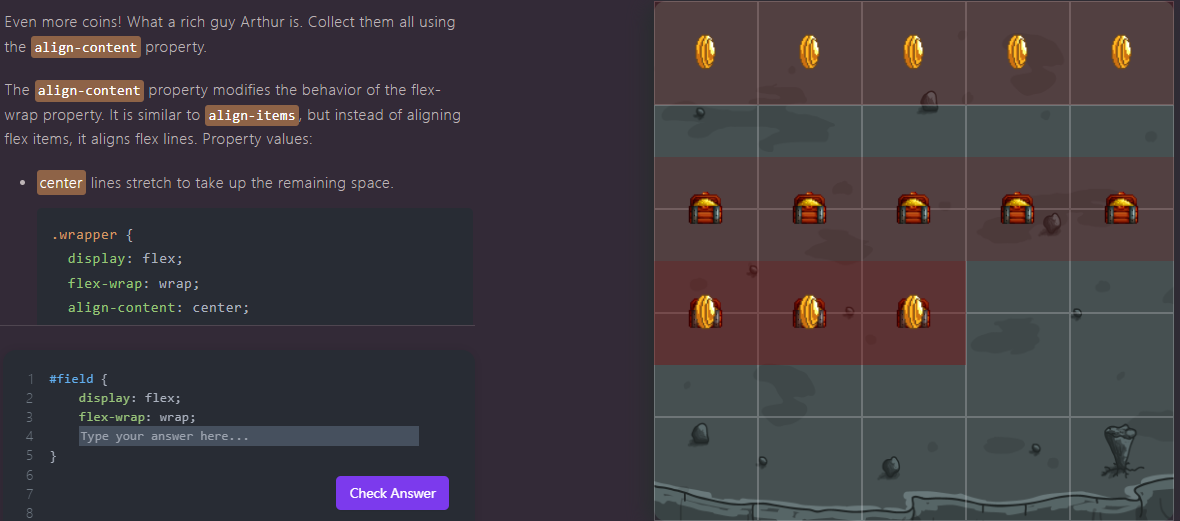 Even more coins! What a rich guy Arthur is. Collect them all using
the align-content property.
The align-content property modifies the behavior of the flex-
wrap property. It is similar to align-items, but instead of aligning
flex items, it aligns flex lines. Property values:
• center lines stretch to take up the remaining space.
.wrapper {
display: flex;
flex-wrap: wrap;
align-content: center;
1 #field {
2 display: flex;
3 flex-wrap: wrap;
4 Type your answer here...
5 }
6
7
8
Check Answer